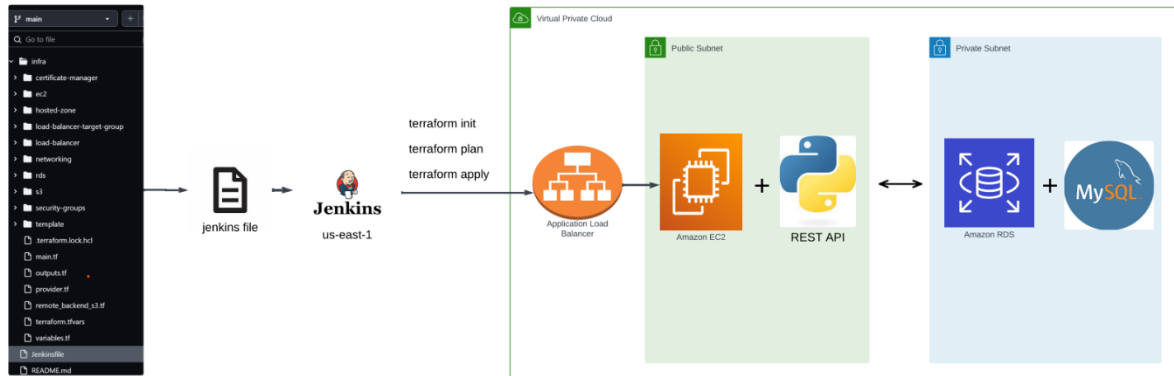 main
Go to file
infra
certificate-manager
ec2
hosted-zone
load-balancer-target-group
load-balancer
networking
rds
s3
security-groups
template
.terraform.lock.hcl
main.tf
outputs.tf
provider.tf
remote_backend_s3.tf
terraform.tfvars
variables.tf
Jenkinsfile
README.md
jenkins file
Jenkins
us-east-1
terraform init
terraform plan
terraform apply
Virtual Private Cloud
Application Load
Balancer
Public Subnet
Amazon EC2
+
REST API
Private Subnet
Amazon RDS
+
MySQL